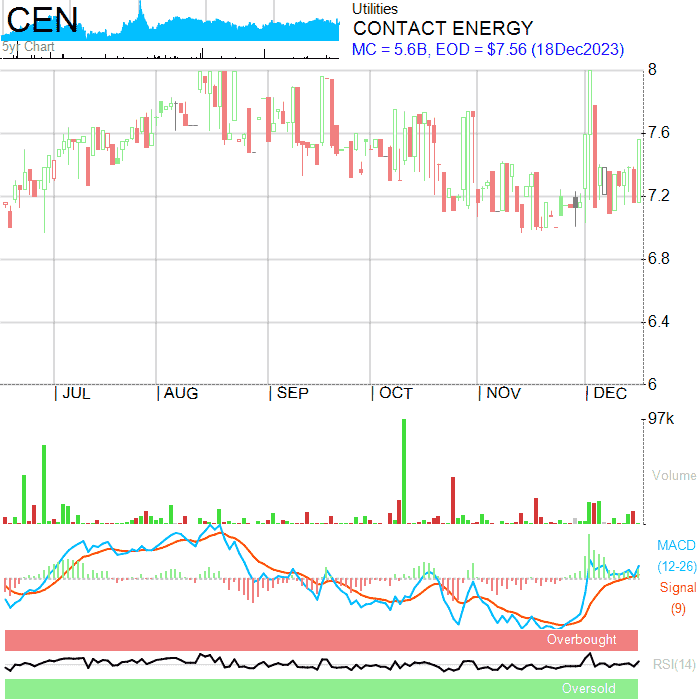 CEN
5yr Chart
Utilities
CONTACT ENERGY
MC = 5.6B, EOD = $7.56 (18Dec2023)
8
7.6
7.2
6.8
6.4
6
JUL AUG SEP OCT NOV DEC
97k
Volume
MACD
(12-26)
Signal
(9)
Overbought
RSI(14)
Oversold